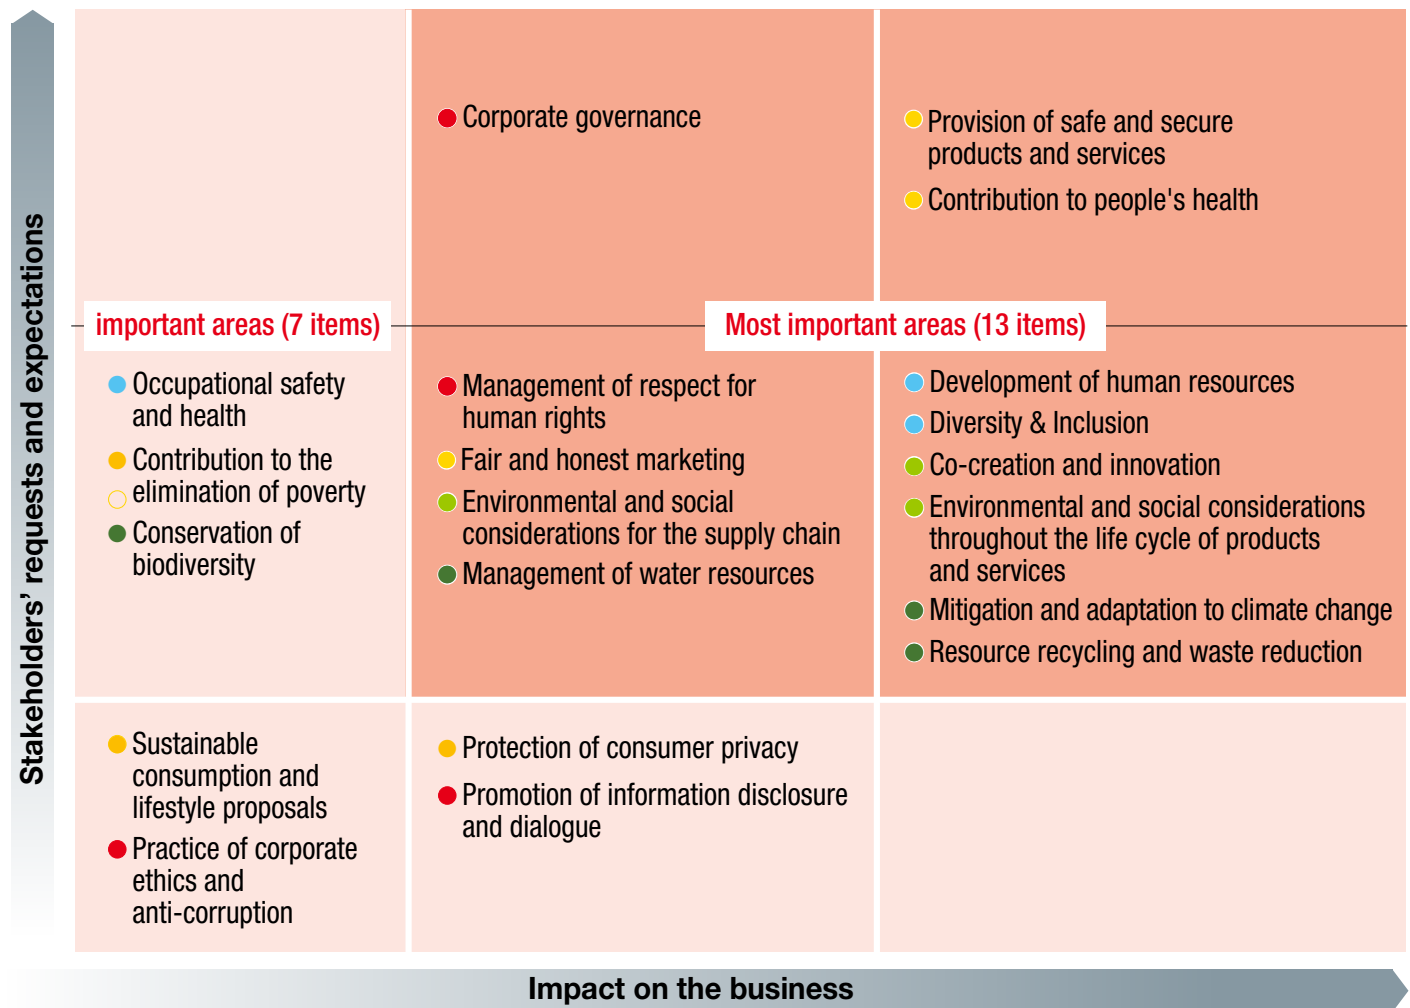 Stakeholders’ requests and expectations
Corporate governance
Provision of safe and secure
products and services
Contribution to people's health
important areas (7 items)
Most important areas (13 items)
Occupational safety
and health
Contribution to the
elimination of poverty
Conservation of
biodiversity
Management of respect for
human rights
Fair and honest marketing
Environmental and social
considerations for the supply chain
Management of water resources
Development of human resources
Diversity & Inclusion
Co-creation and innovation
Environmental and social considerations
throughout the life cycle of products
and services
Mitigation and adaptation to climate change
Resource recycling and waste reduction
Sustainable
consumption and
lifestyle proposals
Practice of corporate
ethics and
anti-corruption
Protection of consumer privacy
Promotion of information disclosure
and dialogue
Impact on the business